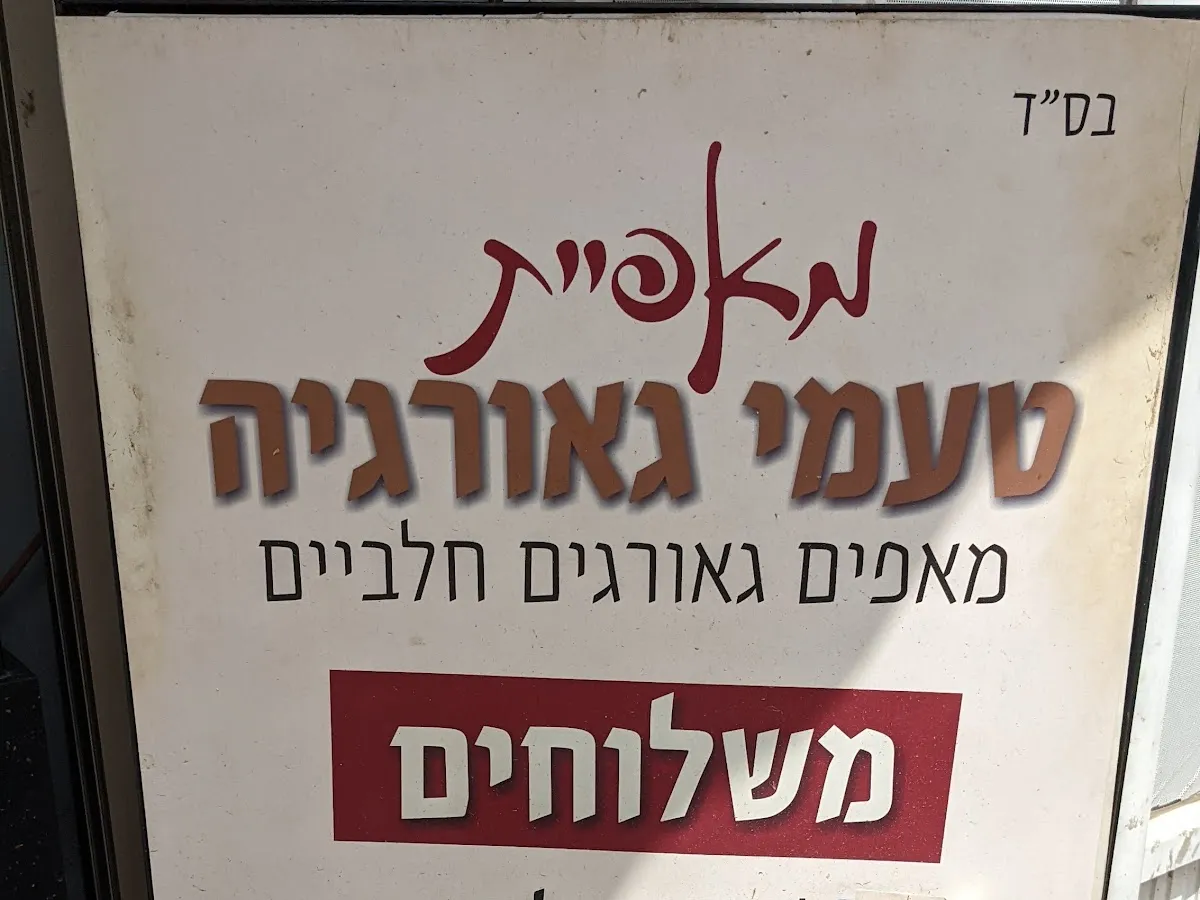 בס"ד
מאפיית
טעמי גאורגיה
מאפים גאורגים חלביים
משלוחים